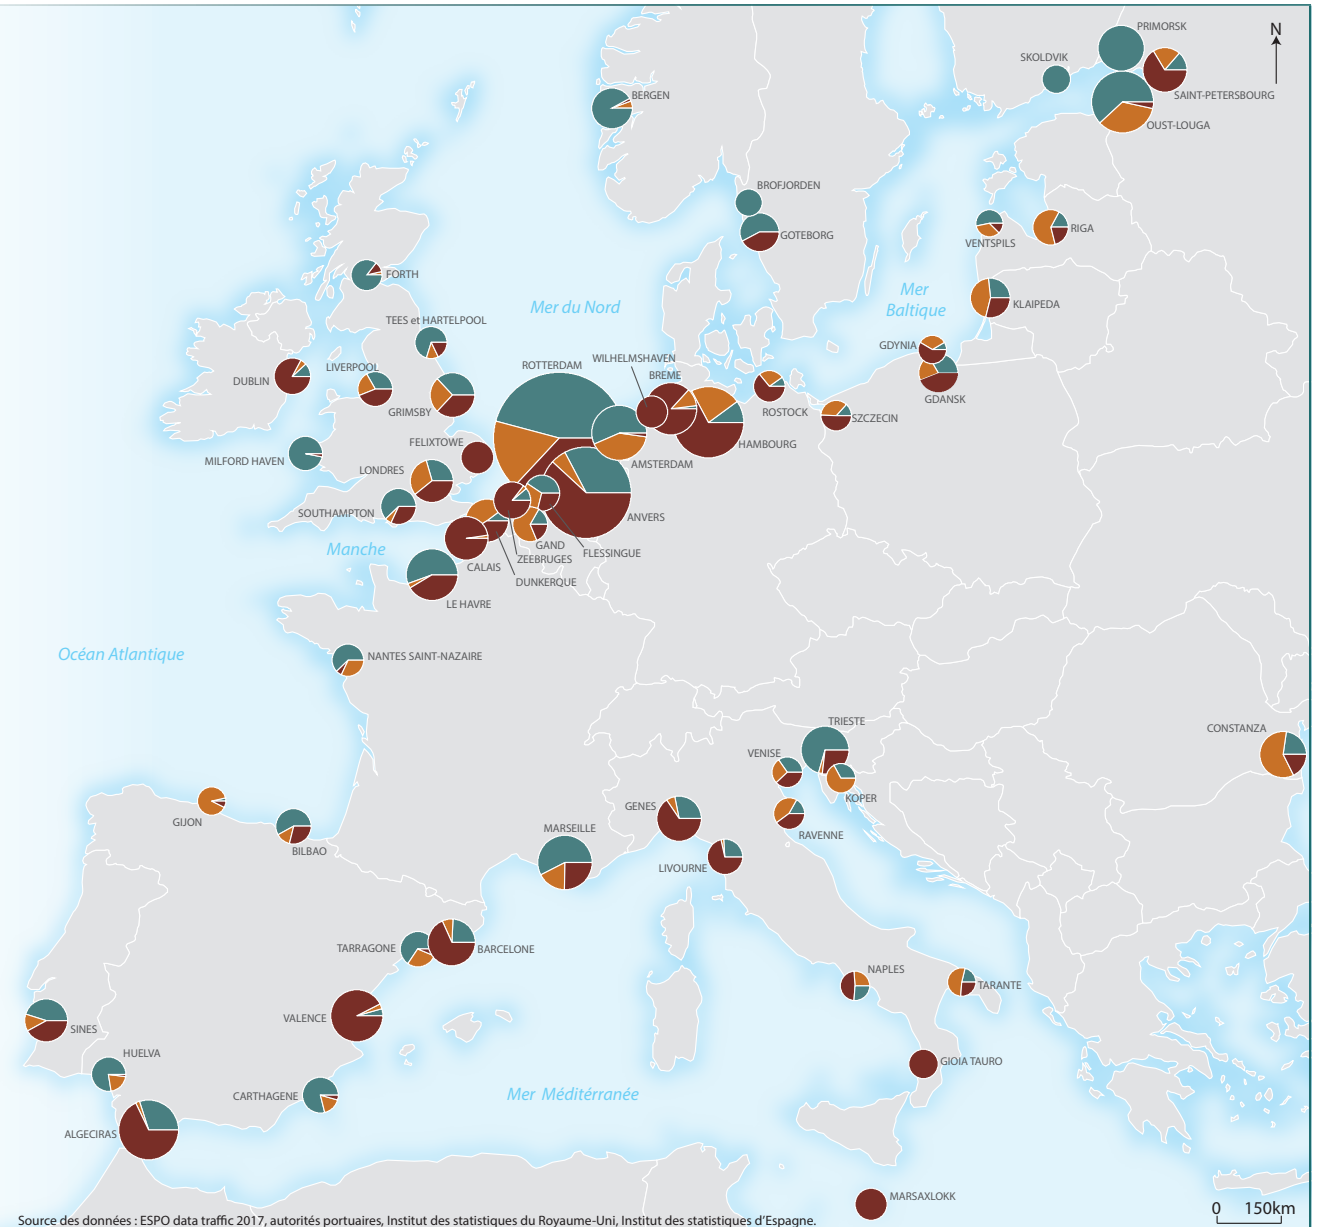 PRIMORSK
N
SKOLDVIK
SAINT-PETERSBOURG
BERGEN
OUST-LOUGA
BROFJORDEN
GOTEBORG
RIGA
VENTSPILS
FORTH
Mer
Baltique
Mer du Nord
KLAIPEDA
TEES et HARTELPOOL
GDYNIA
WILHELMSHAVEN
ROTTERDAM
LIVERPOOL
BREME
DUBLIN
GDANSK
GRIMSBY
ROSTOCK
SZCZECIN
FELIXTOWE
HAMBOURG
MILFORD HAVEN
AMSTERDAM
LONDRES
SOUTHAMPTON
ANVERS
Manche
GAND
FLESSINGUE
ZEEBRUGES
CALAIS
DUNKERQUE
LE HAVRE
Océan Atlantique
NANTES SAINT-NAZAIRE
TRIESTE
CONSTANZA
VENISE
KOPER
GENES
GIJON
MARSEILLE
RAVENNE
BILBAO
LIVOURNE
TARRAGONE
BARCELONE
NAPLES
TARANTE
VALENCE
SINES
HUELVA
GIOIA TAURO
CARTHAGENE
Mer Méditérranée
ALGECIRAS
MARSAXLOKK
0 150km
Source des données : ESPO data traffic 2017, autorités portuaires, Institut des statistiques du Royaume-Uni, Institut des statistiques d'Espagne.